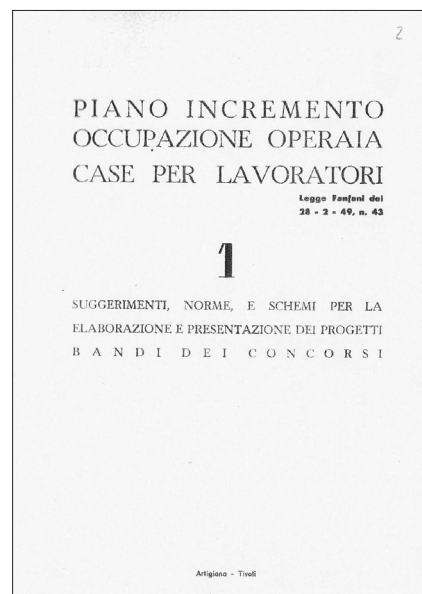 2
PIANO INCREMENTO
OCCUPAZIONE OPERAIA
CASE PER LAVORATORI
Legge Fanfani del
28 - 2 - 49, n. 43
1
SUGGERIMENTI, NORME, E SCHEMI PER LA
ELABORAZIONE E PRESENTAZIONE DEI PROGETTI
BANDI DEI CONCORSI
Artigiana - Tivoli